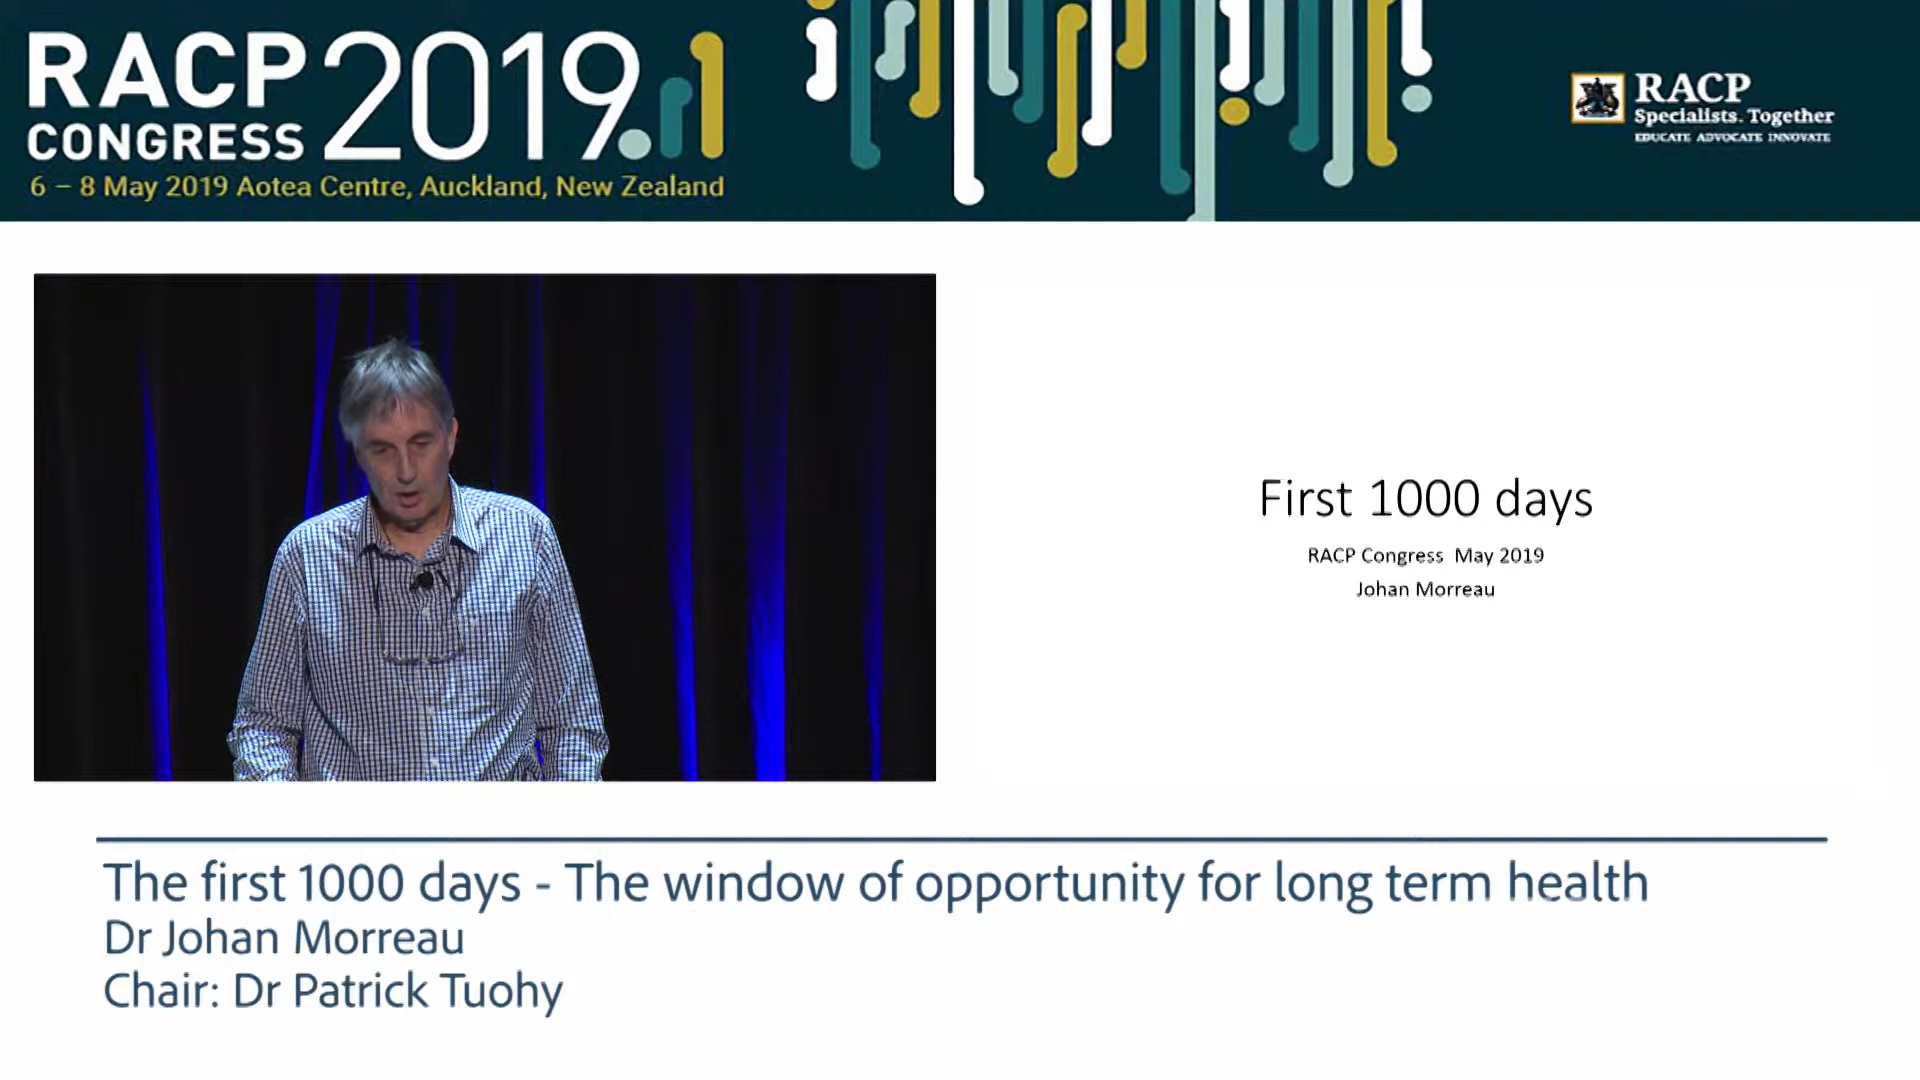 RACP
CONGRESS
2019
6 – 8 May 2019 Aotea Centre, Auckland, New Zealand
RACP
Specialists. Together
EDUCATE ADVOCATE INNOVATE
First 1000 days
RACP Congress May 2019
Johan Morreau
The first 1000 days - The window of opportunity for long term health
Dr Johan Morreau
Chair: Dr Patrick Tuohy